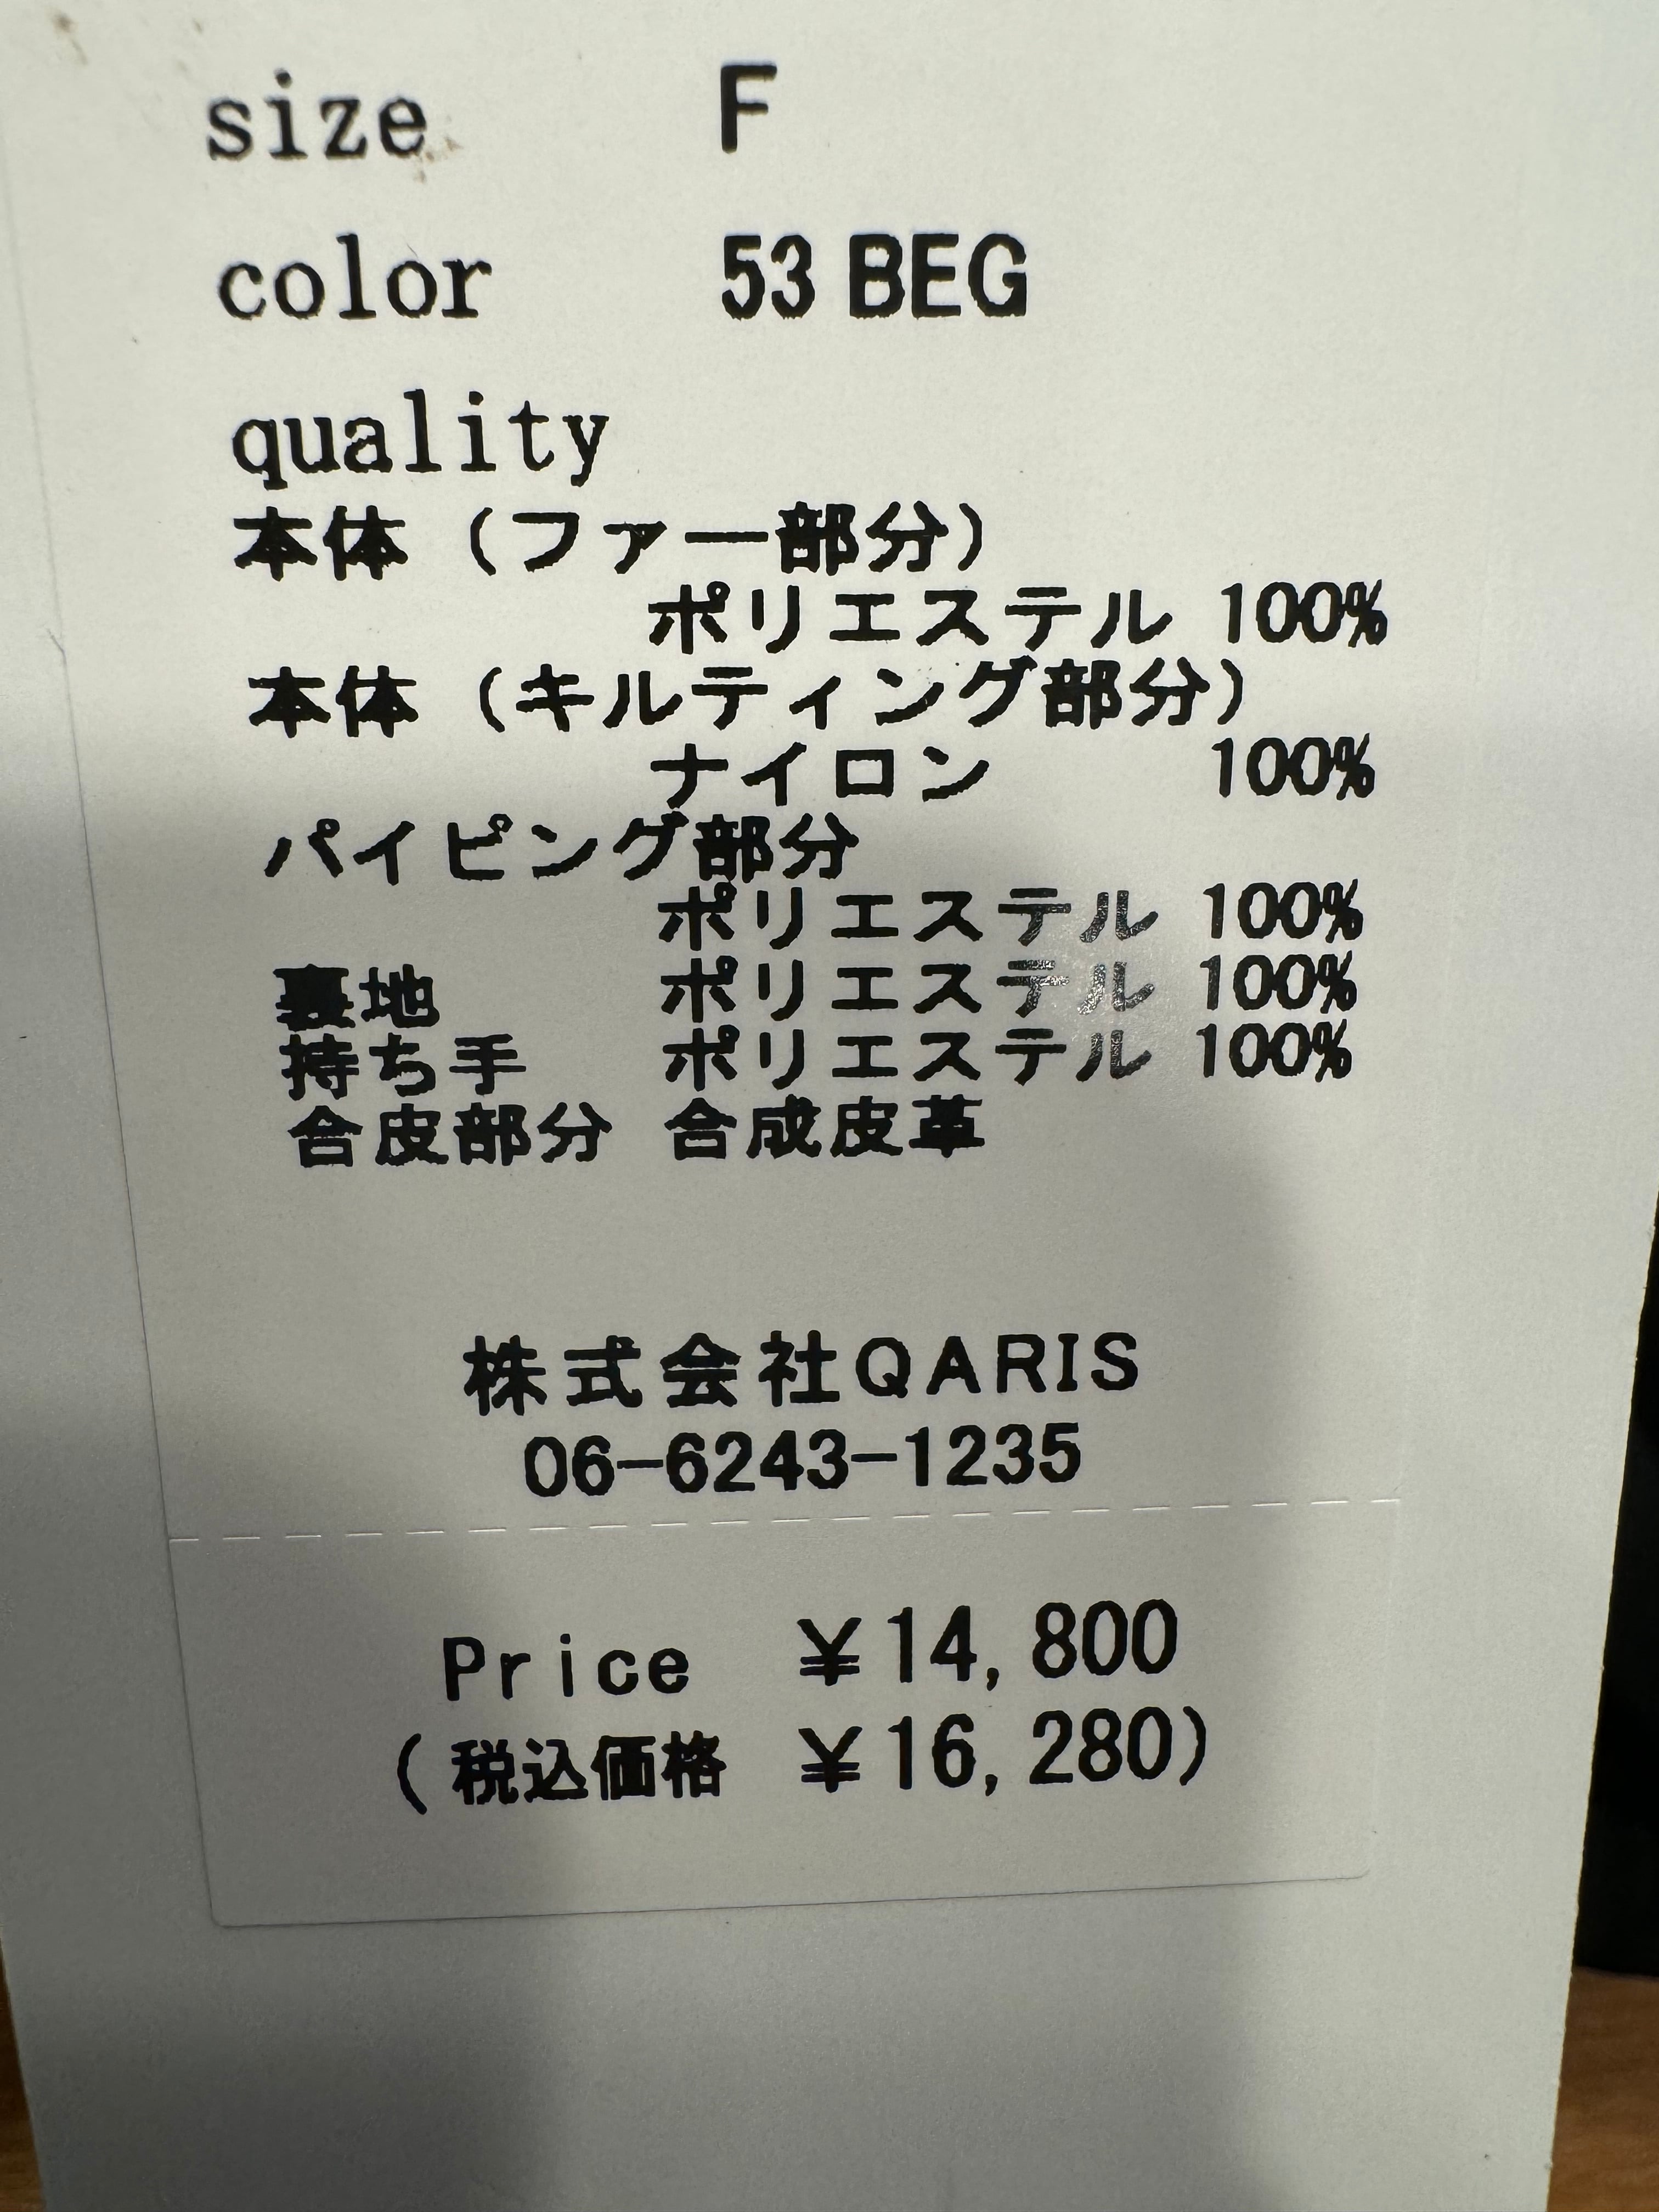 size F
color 53 BEG
quality
本体（ファー部分）
ポリエステル 100%
本体（キルティング部分）
ナイロン 100%
パイピング部分
ポリエステル 100%
裏地 ポリエステル 100%
持ち手 ポリエステル 100%
合皮部分 合成皮革
株式会社QARIS
06-6243-1235
Price ¥14,800
(税込価格 ¥16,280)